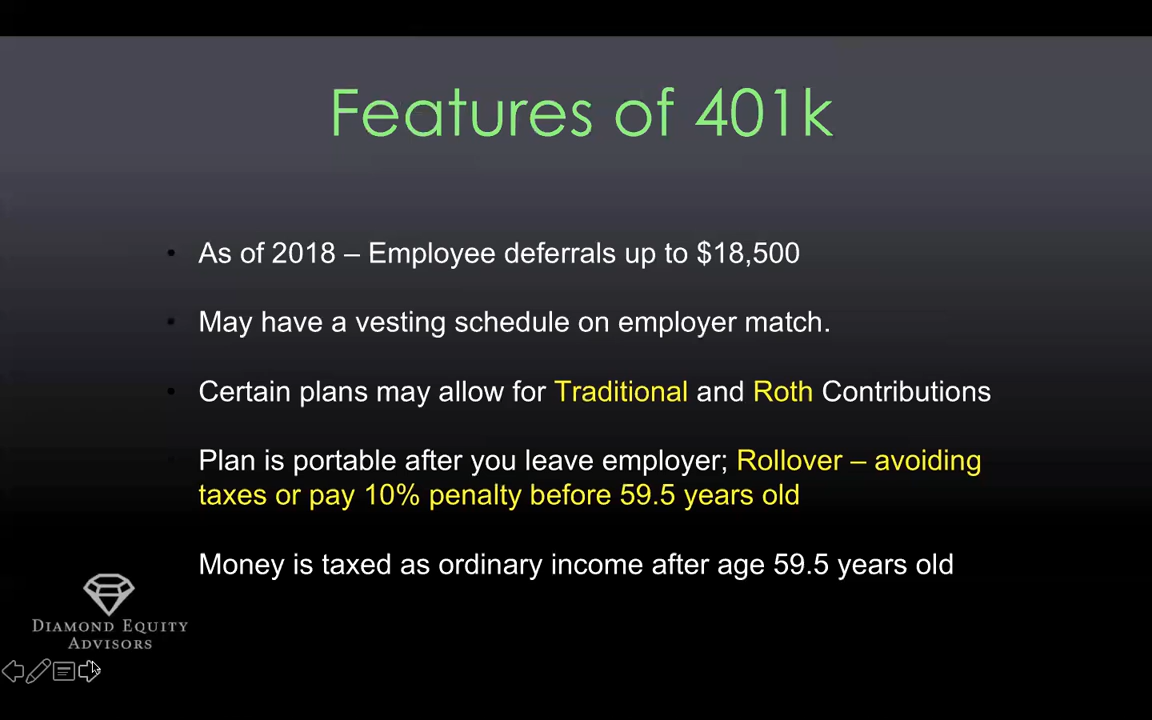 Features of 401k
• As of 2018 – Employee deferrals up to $18,500
• May have a vesting schedule on employer match.
• Certain plans may allow for Traditional and Roth Contributions
Plan is portable after you leave employer; Rollover – avoiding
taxes or pay 10% penalty before 59.5 years old
Money is taxed as ordinary income after age 59.5 years old
DIAMOND EQUITY
ADVISORS